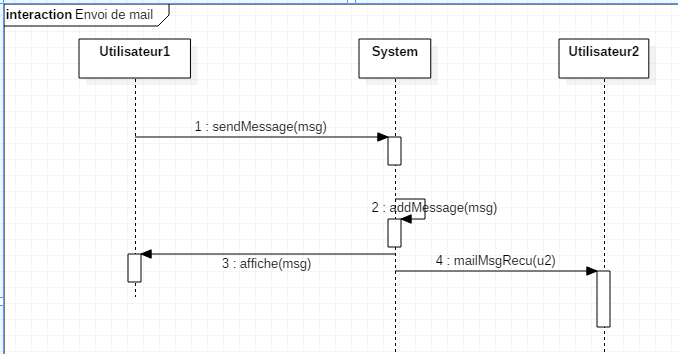 interaction Envoi de mail
Utilisateur1
System
Utilisateur2
1 : sendMessage(msg)
2 : addMessage(msg)
3 : affiche(msg)
4 : mailMsgRecu(u2)